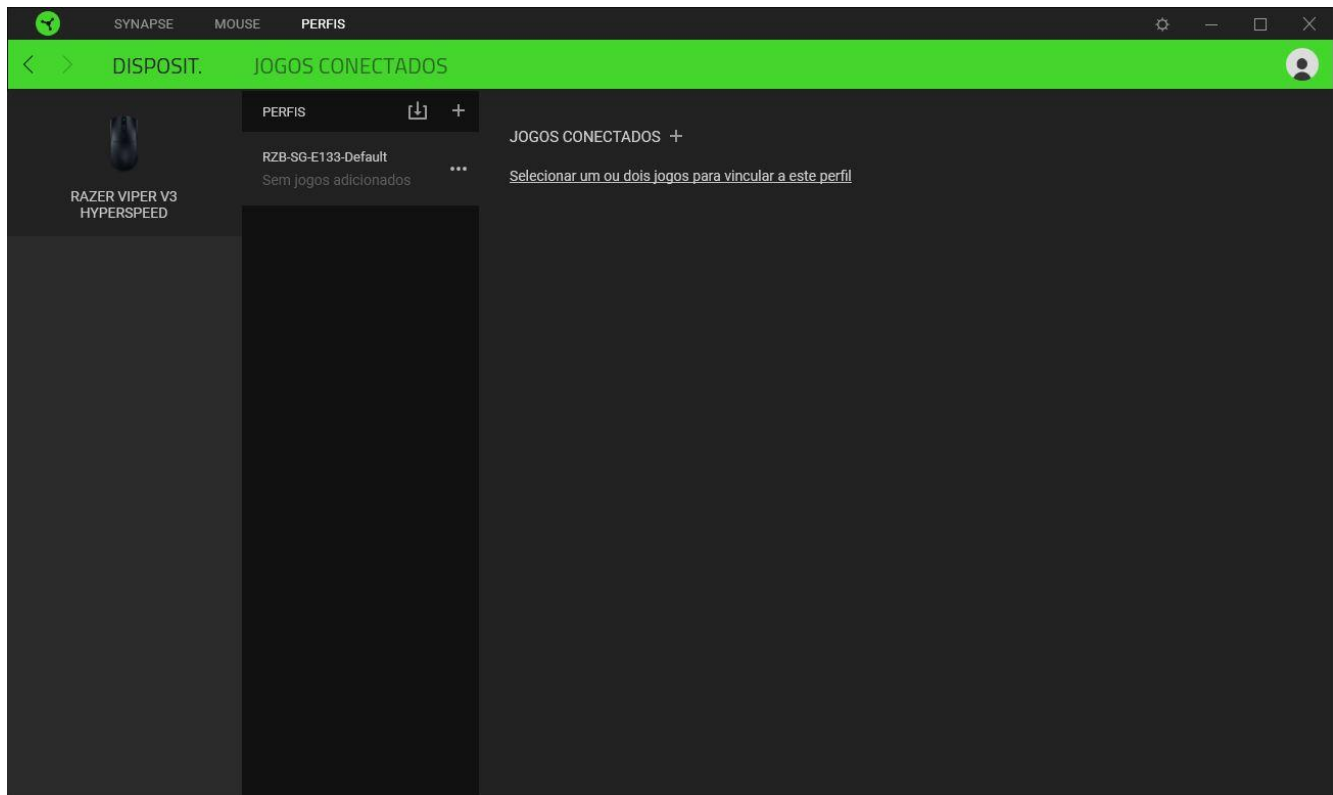 SYNAPSE MOUSE PERFIS
DISPOSIT. JOGOS CONECTADOS
RAZER VIPER V3
HYPERSPEED
PERFIS
RZB-SG-E133-Default
Sem jogos adicionados
JOGOS CONECTADOS +
Selecionar um ou dois jogos para vincular a este perfil